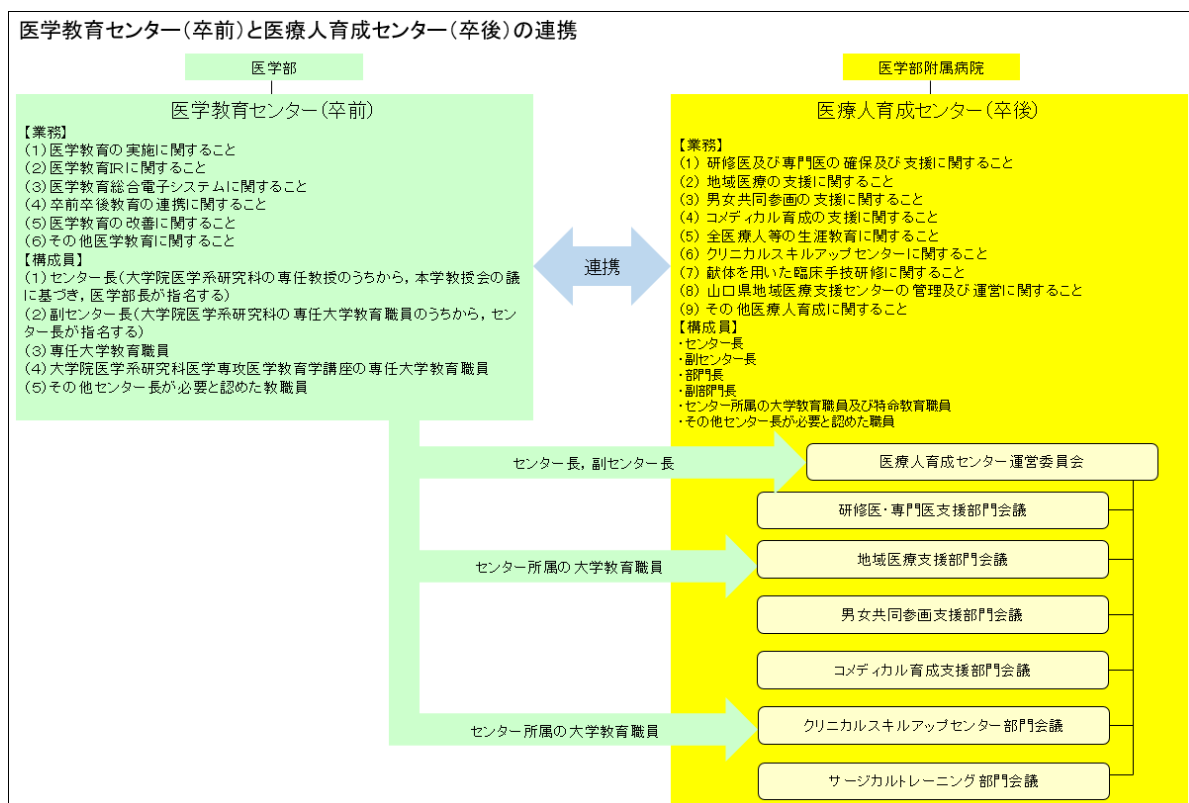 医学教育センター(卒前)と医療人育成センター(卒後)の連携
医学部
医学教育センター(卒前)
【業務】
(1)医学教育の実施に関すること
(2)医学教育IRに関すること
(3)医学教育総合電子システムに関すること
(4)卒前卒後教育の連携に関すること
(5)医学教育の改善に関すること
(6)その他医学教育に関すること
【構成員】
(1)センター長(大学院医学系研究科の専任教授のうちから,本学教授会の議
に基づき,医学部長が指名する)
(2)副センター長(大学院医学系研究科の専任大学教育職員のうちから,セン
ター長が指名する)
(3)専任大学教育職員
(4)大学院医学系研究科医学専攻医学教育学講座の専任大学教育職員
(5)その他センター長が必要と認めた教職員
連携
医学部附属病院
医療人育成センター(卒後)
【業務】
(1) 研修医及び専門医の確保及び支援に関すること
(2) 地域医療の支援に関すること
(3) 男女共同参画の支援に関すること
(4) コメディカル育成の支援に関すること
(5) 全医療人等の生涯教育に関すること
(6) クリニカルスキルアップセンターに関すること
(7) 献体を用いた臨床手技研修に関すること
(8) 山口県地域医療支援センターの管理及び運営に関すること
(9) その他医療人育成に関すること
【構成員】
・センター長
・副センター長
・部門長
・副部門長
・センター所属の大学教育職員及び特命教育職員
・その他センター長が必要と認めた職員
センター長,副センター長
医療人育成センター運営委員会
研修医・専門医支援部門会議
センター所属の大学教育職員
地域医療支援部門会議
男女共同参画支援部門会議
コメディカル育成支援部門会議
センター所属の大学教育職員
クリニカルスキルアップセンター部門会議
サージカルトレーニング部門会議